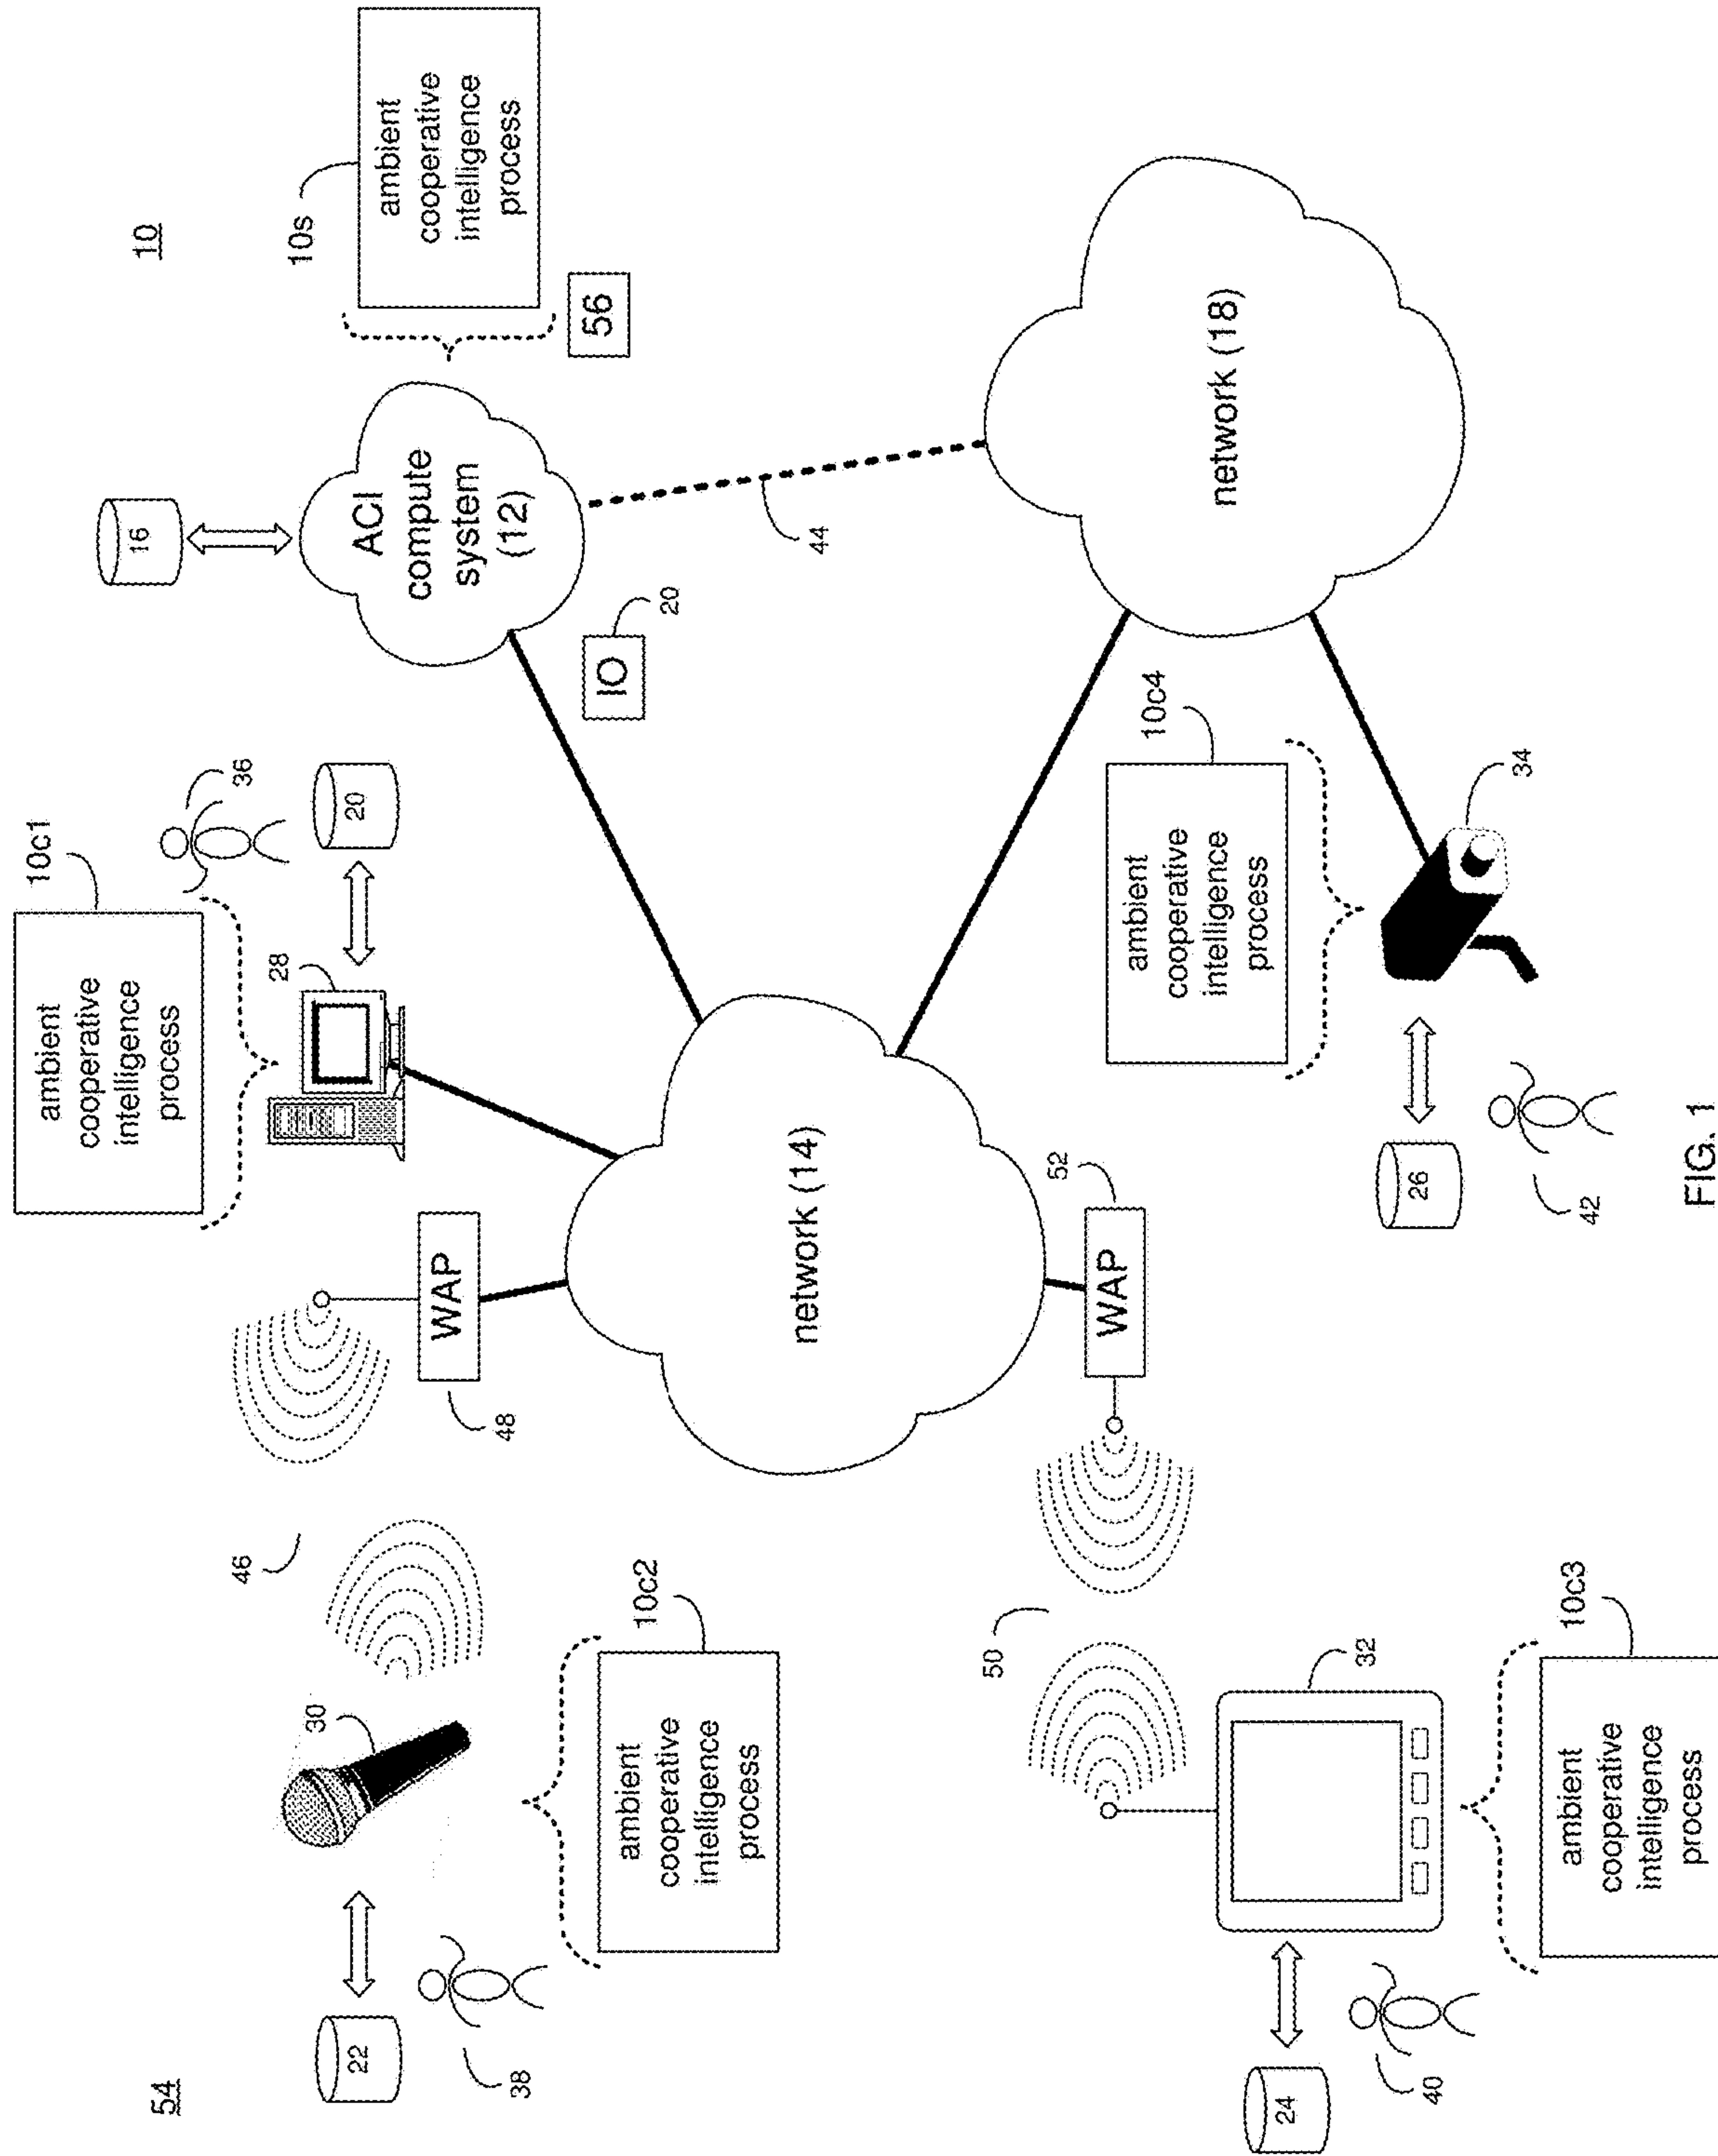 54
10
ambient
cooperative
intelligence
process
10c1
36
20
28
16
ACI
compute
system
(12)
10s
ambient
cooperative
intelligence
process
56
IO
20
44
46
WAP
48
22
38
30
ambient
cooperative
intelligence
process
10c2
network (14)
network (18)
50
WAP
52
24
40
32
ambient
cooperative
intelligence
process
10c3
ambient
cooperative
intelligence
process
10c4
34
26
42
FIG. 1